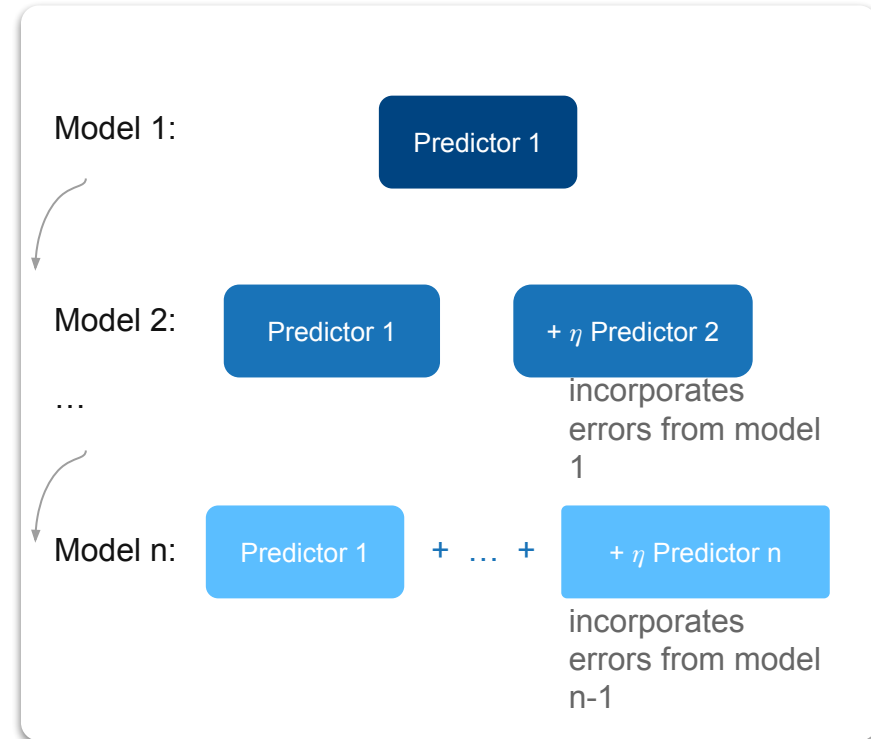 Model 1:
Predictor 1
Model 2:
Predictor 1
+ η Predictor 2
…
incorporates
errors from model
1
Model n:
Predictor 1
+ … +
+ η Predictor n
incorporates
errors from model
n-1